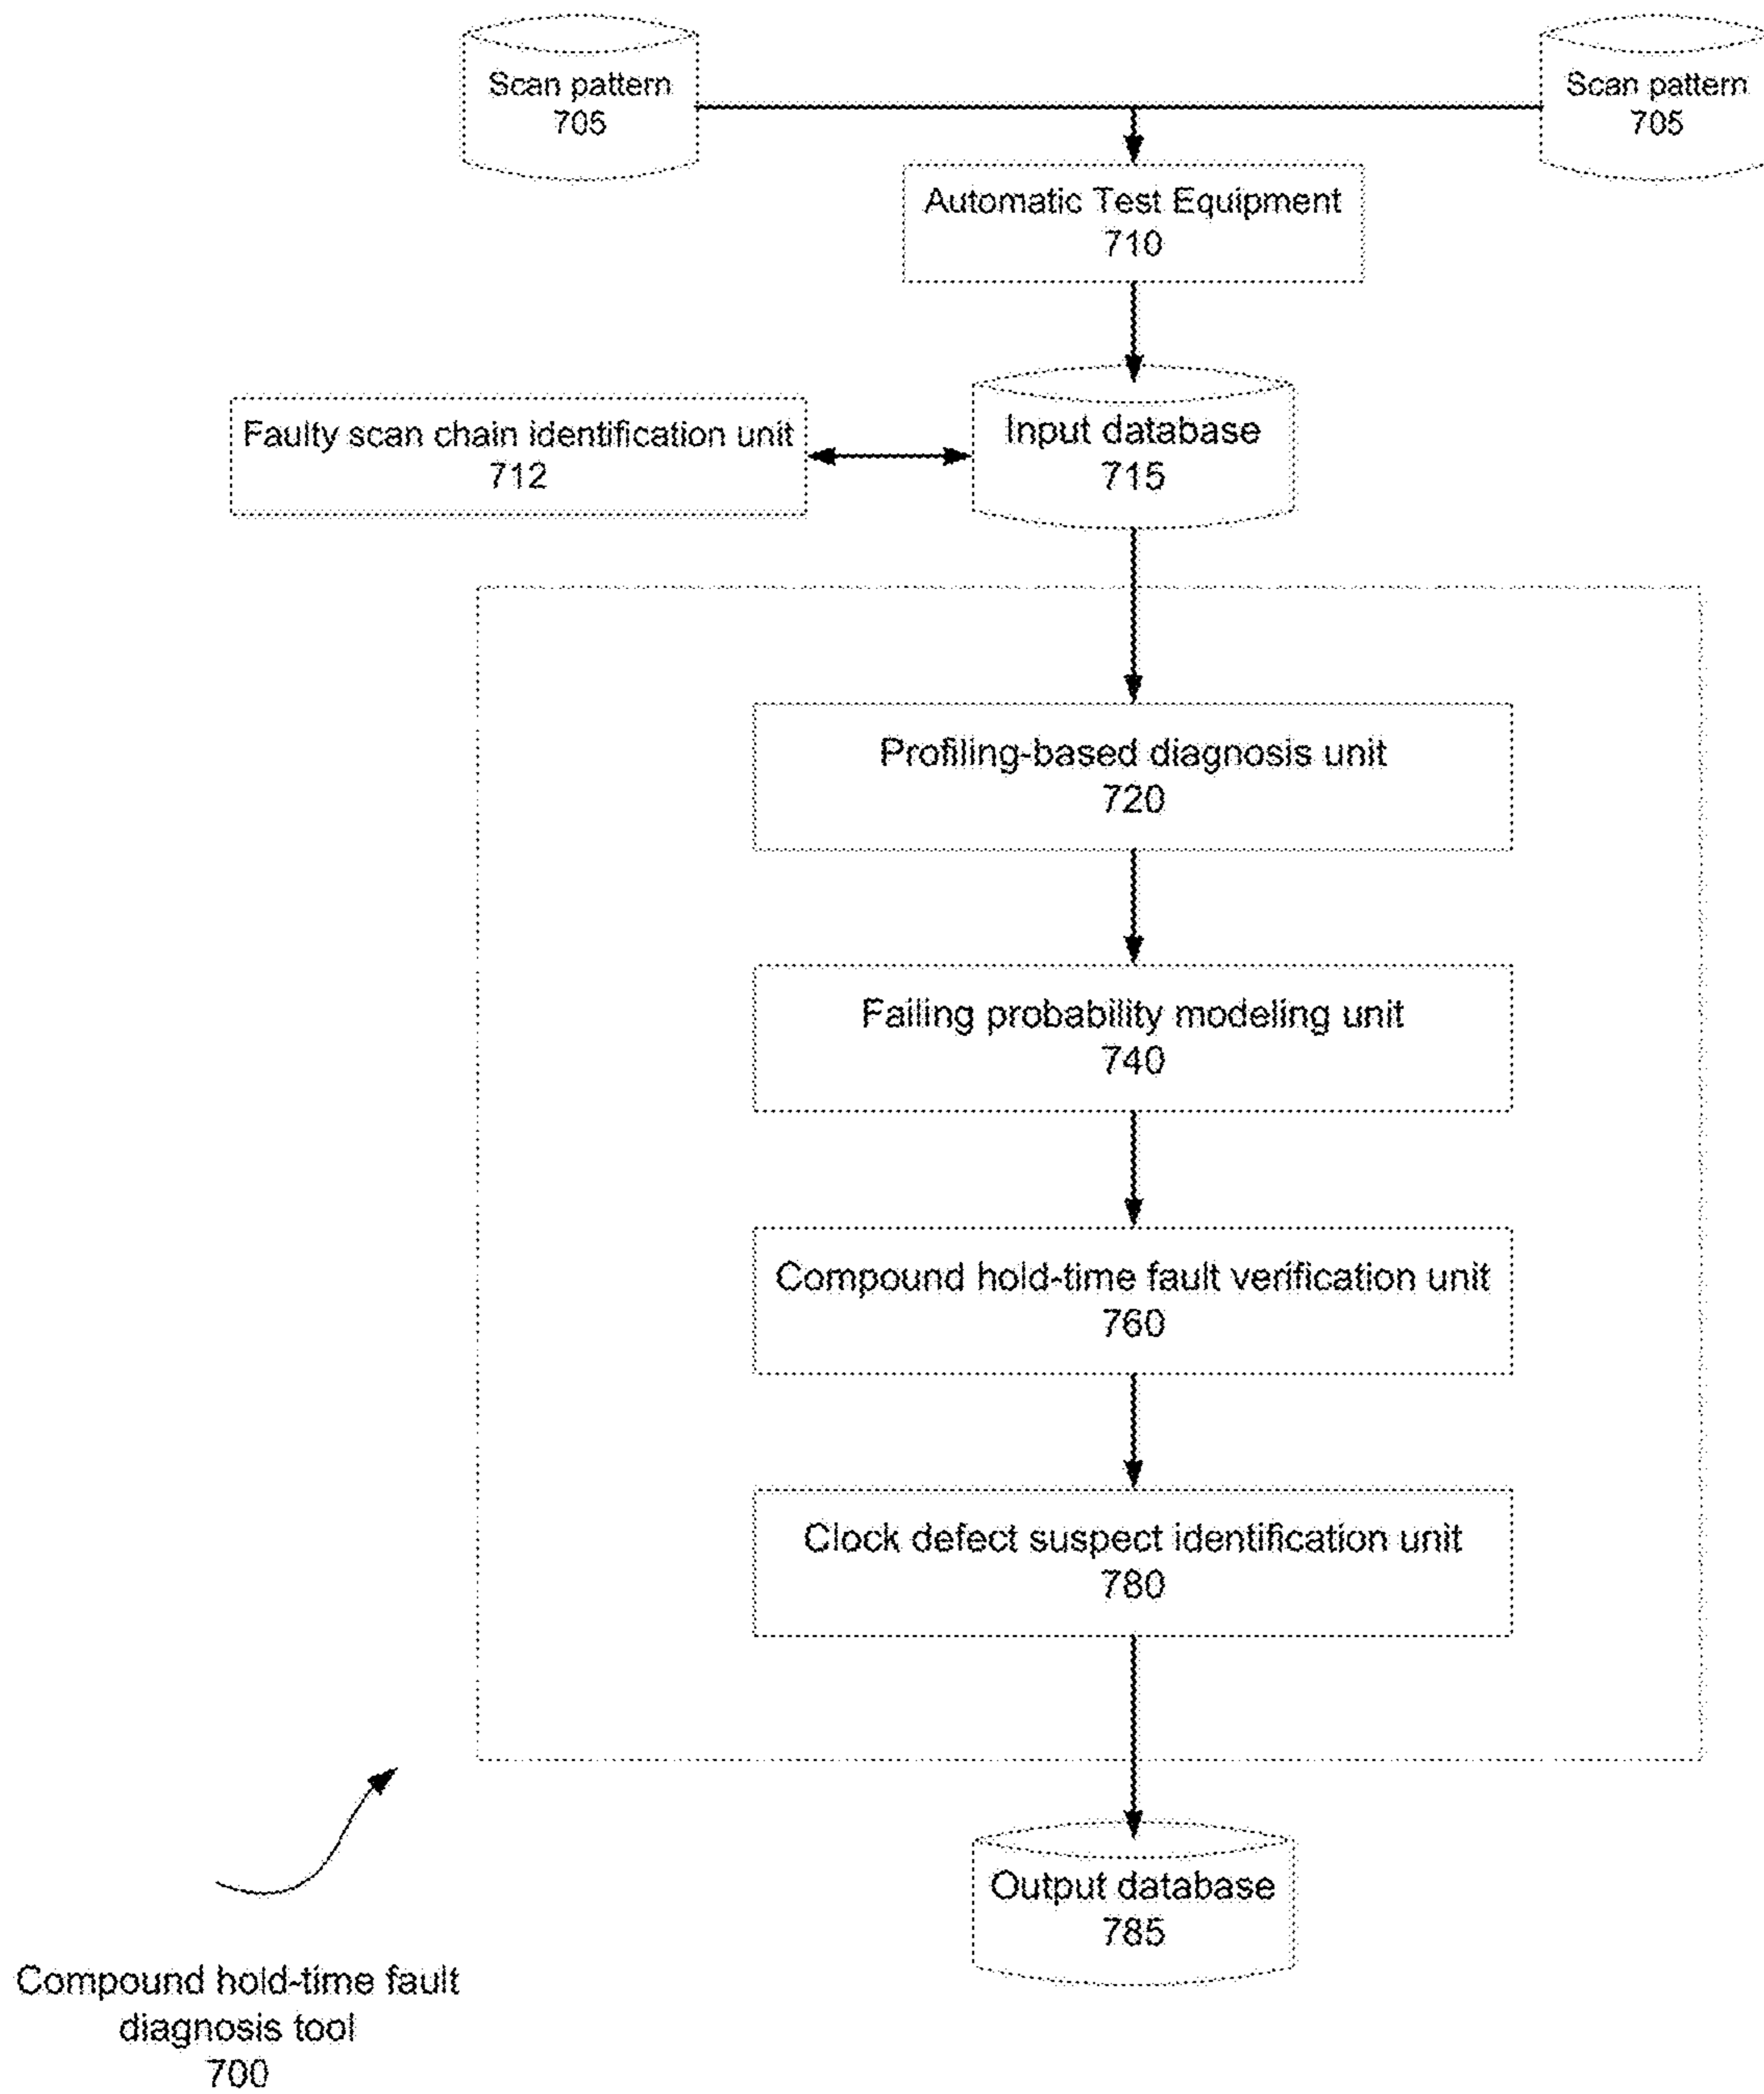 Scan pattern
705
Scan pattern
705
Automatic Test Equipment
710
Faulty scan chain identification unit
712
Input database
715
Profiling-based diagnosis unit
720
Failing probability modeling unit
740
Compound hold-time fault verification unit
760
Clock defect suspect identification unit
780
Output database
785
Compound hold-time fault
diagnosis tool
700